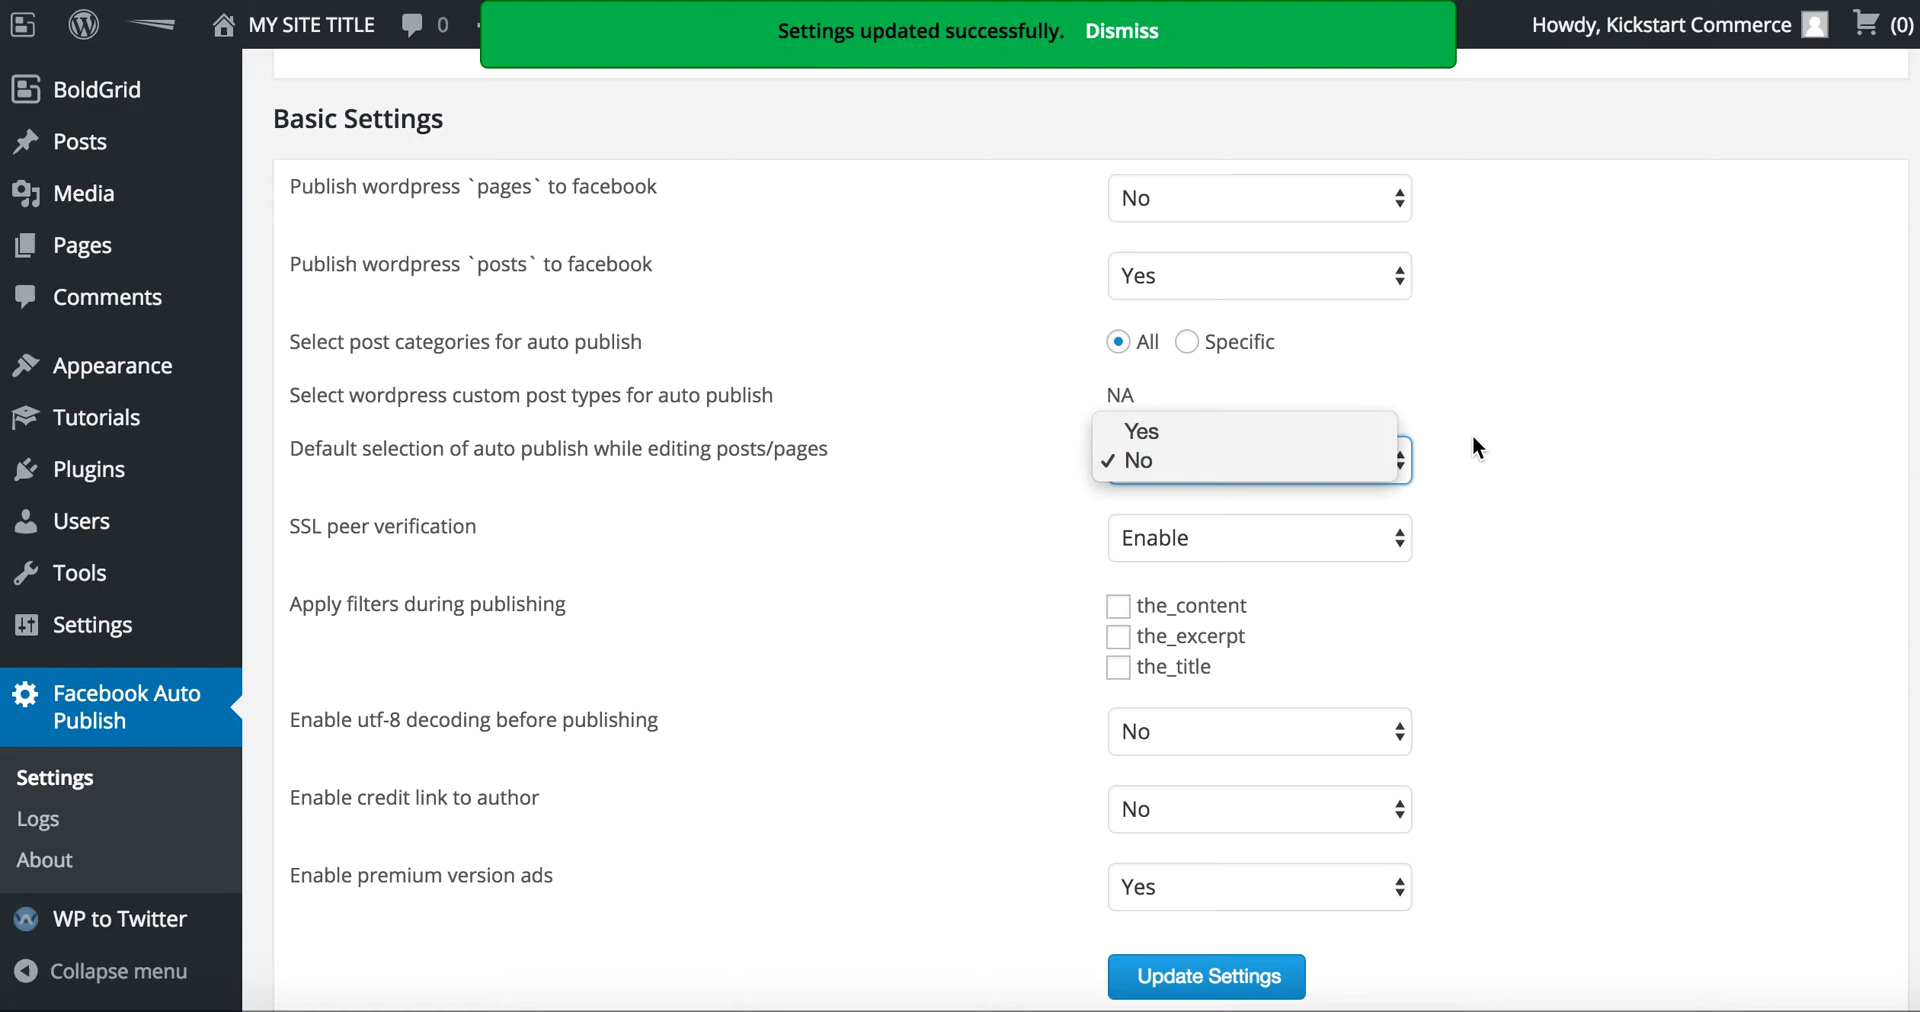 MY SITE TITLE 0
Settings updated successfully. Dismiss
Howdy, Kickstart Commerce (0)
BoldGrid
Posts
Media
Pages
Comments
Appearance
Tutorials
Plugins
Users
Tools
Settings
Facebook Auto
Publish
Settings
Logs
About
WP to Twitter
Collapse menu
Basic Settings
Publish wordpress `pages` to facebook No
Publish wordpress `posts` to facebook Yes
Select post categories for auto publish All Specific
Select wordpress custom post types for auto publish NA
Default selection of auto publish while editing posts/pages
Yes
✓ No
SSL peer verification Enable
Apply filters during publishing the_content
the_excerpt
the_title
Enable utf-8 decoding before publishing No
Enable credit link to author No
Enable premium version ads Yes
Update Settings